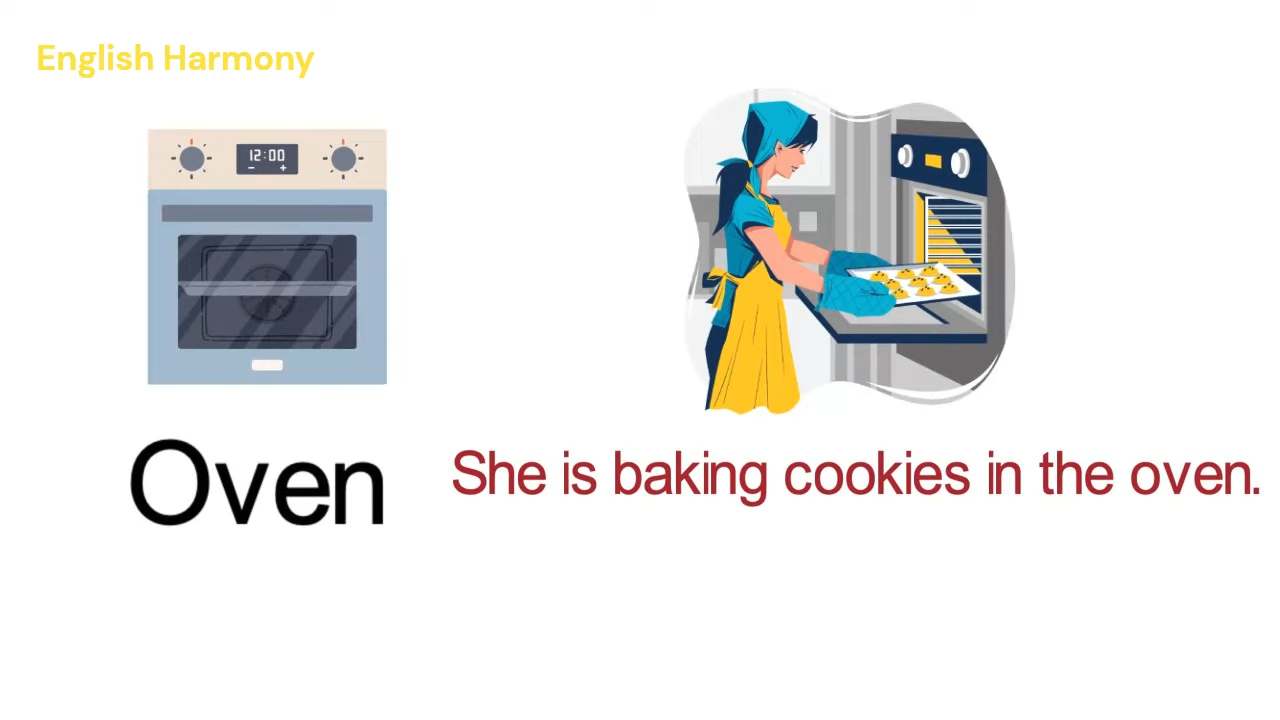 English Harmony
12:00
- +
Oven
She is baking cookies in the oven.